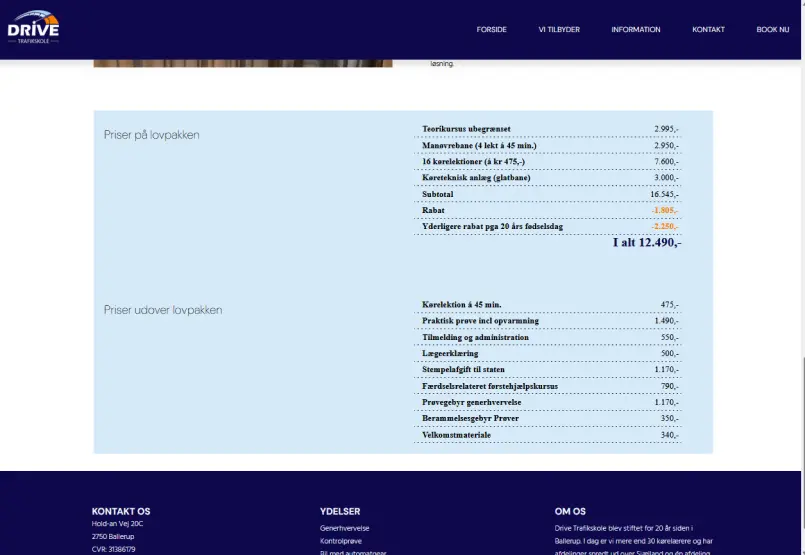 DRIVE
TRAFIKSKOLE
FORSIDE VI TILBYDER INFORMATION KONTAKT BOOK NU
løsning.
Priser på lovpakken
Teorikursus ubegrænset 2.995,-
Manøvrebane (4 lekt á 45 min.) 2.950,-
16 kørelektioner (á kr 475,-) 7.600,-
Køreteknisk anlæg (glatbane) 3.000,-
Subtotal 16.545,-
Rabat -1.805,-
Yderligere rabat pga 20 års fødselsdag -2.250,-
I alt 12.490,-
Priser udover lovpakken
Kørelektion á 45 min. 475,-
Praktisk prøve incl opvarmning 1.490,-
Tilmelding og administration 550,-
Lægeerklæring 500,-
Stempelafgift til staten 1.170,-
Færdselsrelateret førstehjælpskursus 790,-
Prøvegebyr generhvervelse 1.170,-
Berammelsesgebyr Prøver 350,-
Velkomstmateriale 340,-
KONTAKT OS
Hold-an Vej 20C
2750 Ballerup
CVR: 31386179
YDELSER
Generhvervelse
Kontrolprøve
Bil med automatgear
OM OS
Drive Trafikskole blev stiftet for 20 år siden i
Ballerup. I dag er vi mere end 30 kørelærere og har
afdelinger spredt ud over Sjælland og én afdeling